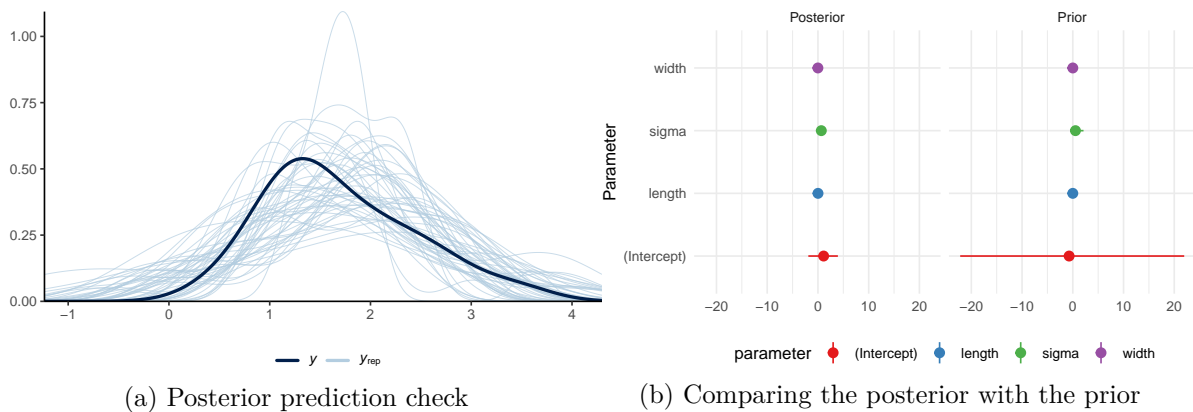 1.00
0.75
0.50
0.25
0.00
−1 0 1 2 3 4
y yrep
(a) Posterior prediction check
Posterior Prior
Parameter
width
sigma
length
(Intercept)
−20 −10 0 10 20 −20 −10 0 10 20
parameter (Intercept) length sigma width
(b) Comparing the posterior with the prior